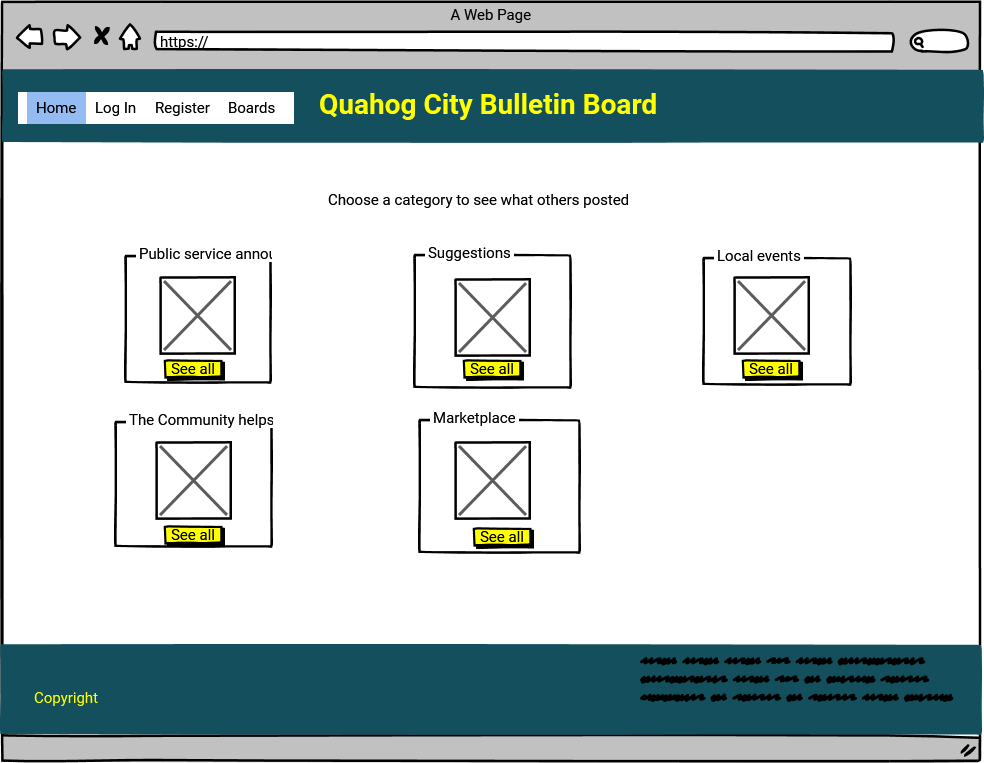 A Web Page
https://
Home Log In Register Boards
Quahog City Bulletin Board
Choose a category to see what others posted
Public service
Suggestions
Local events
See all
See all
See all
The Community helps
Marketplace
See all
See all
Copyright